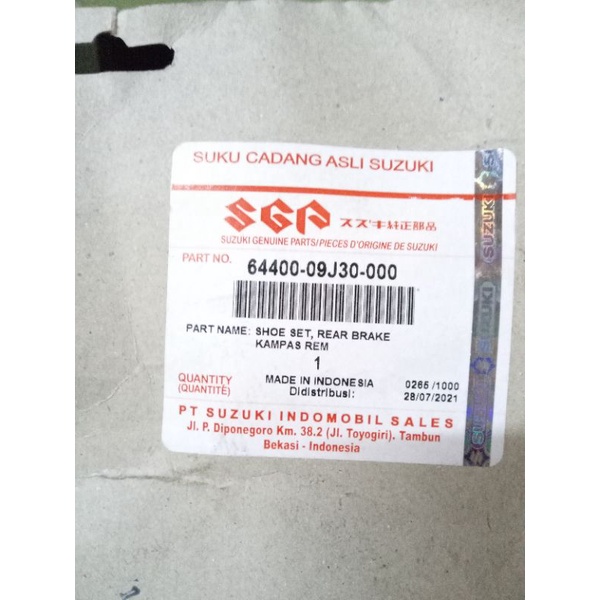 SUKU CADANG ASLI SUZUKI
SGP スズキ純正部品
SUZUKI GENUINE PARTS/PIECES D'ORIGINE DE SUZUKI
PART NO. 64400-09J30-000
PART NAME: SHOE SET, REAR BRAKE
KAMPAS REM
1
QUANTITY MADE IN INDONESIA 0265 /1000
(QUANTITÉ) Didistribusi: 28/07/2021
PT SUZUKI INDOMOBIL SALES
Jl. P. Diponegoro Km. 38.2 (Jl. Toyogiri). Tambun
Bekasi - Indonesia
SUZUKI
SUZUKI